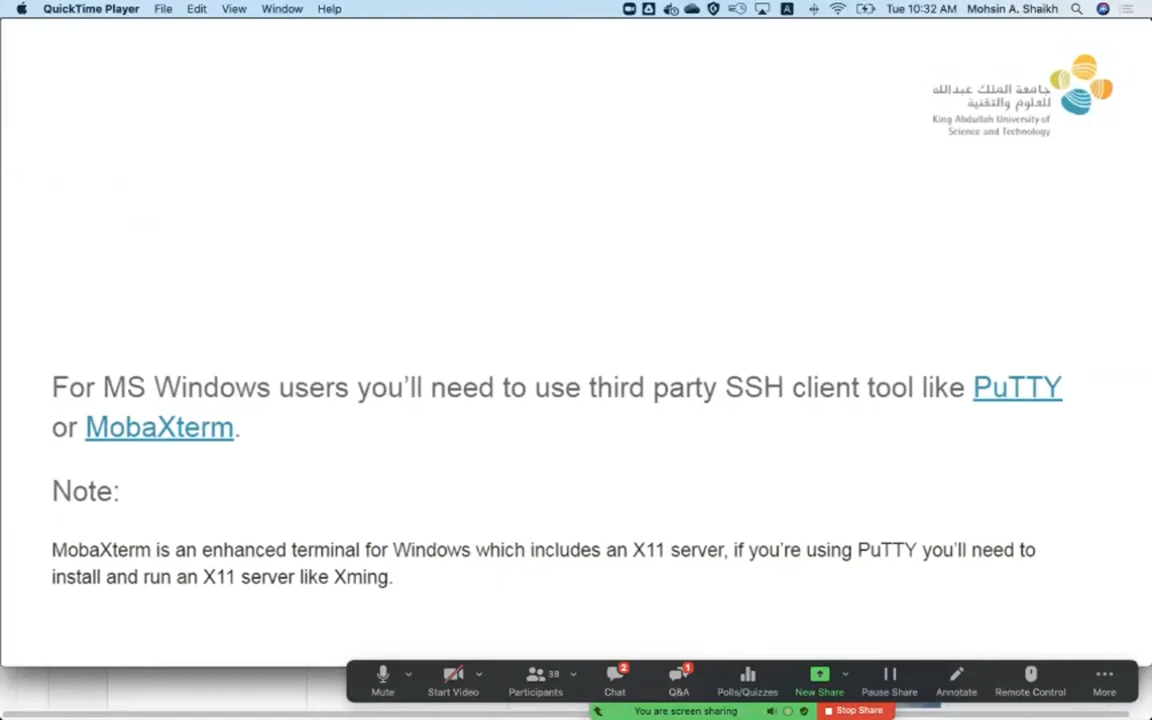 QuickTime Player File Edit View Window Help Tue 10:32 AM Mohsin A. Shaikh
جامعة الملك عبدالله
للعلوم والتقنية
King Abdullah University of
Science and Technology
For MS Windows users you’ll need to use third party SSH client tool like PuTTY
or MobaXterm.
Note:
MobaXterm is an enhanced terminal for Windows which includes an X11 server, if you’re using PuTTY you’ll need to
install and run an X11 server like Xming.
38 2 1
Mute Start Video Participants Chat Q&A Polls/Quizzes New Share Pause Share Annotate Remote Control More
You are screen sharing Stop Share